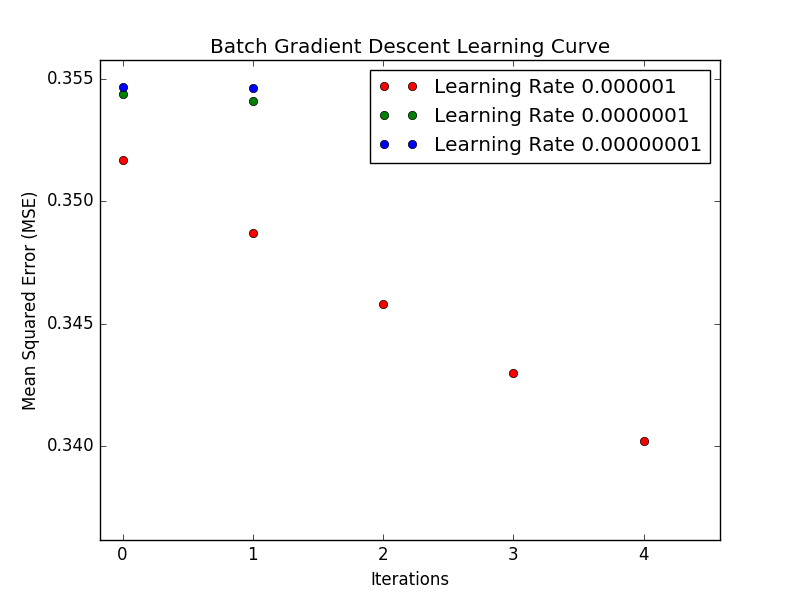 Batch Gradient Descent Learning Curve
0.355
0.350
0.345
0.340
Mean Squared Error (MSE)
Learning Rate 0.000001
Learning Rate 0.0000001
Learning Rate 0.00000001
0 1 2 3 4
Iterations